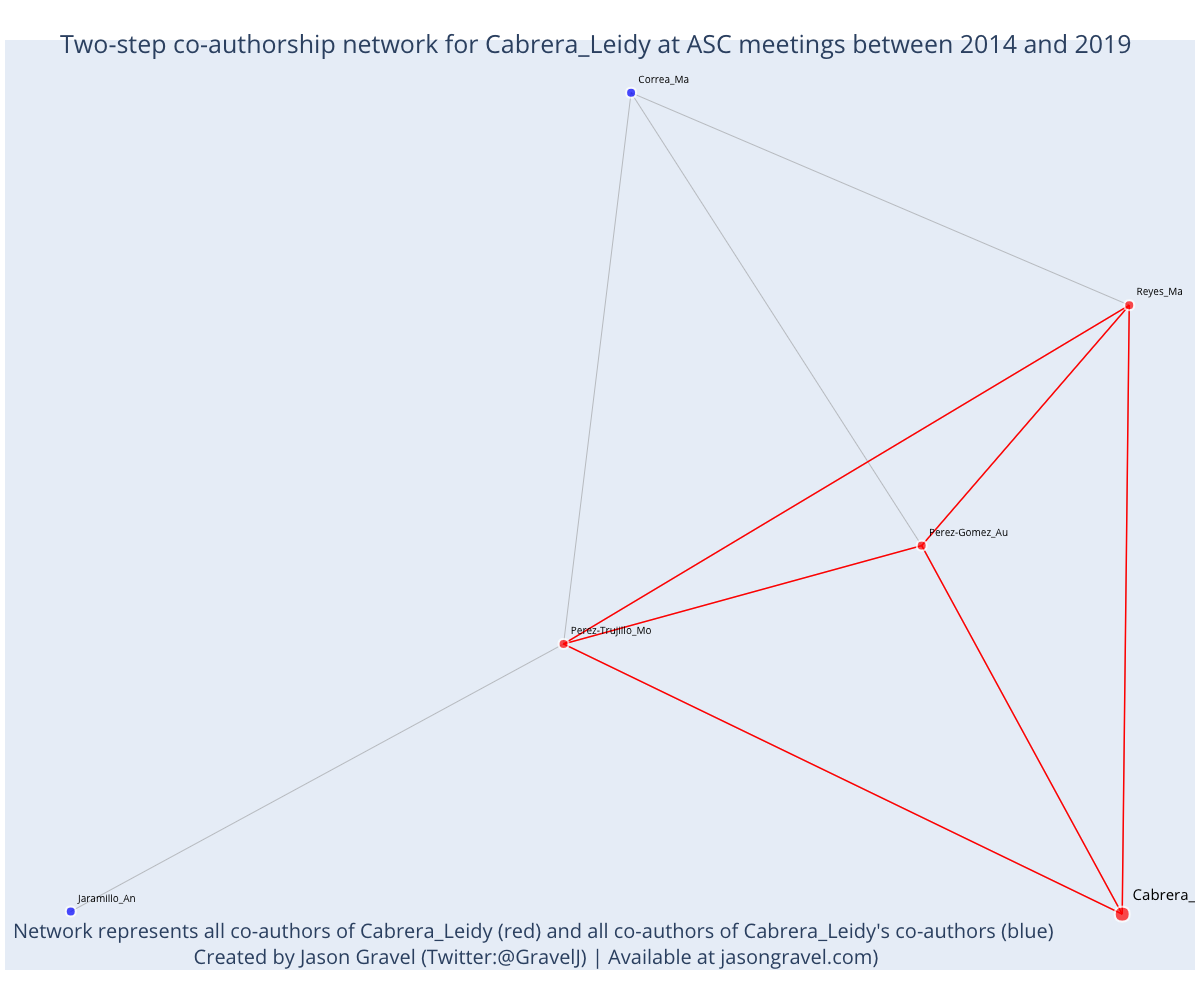 Two-step co-authorship network for Cabrera_Leidy at ASC meetings between 2014 and 2019
Correa_Ma
Reyes_Ma
Perez-Gomez_Au
Perez-Trujillo_Mo
Jaramillo_An
Cabrera_
Network represents all co-authors of Cabrera_Leidy (red) and all co-authors of Cabrera_Leidy's co-authors (blue)
Created by Jason Gravel (Twitter:@GravelJ) | Available at jasongravel.com)